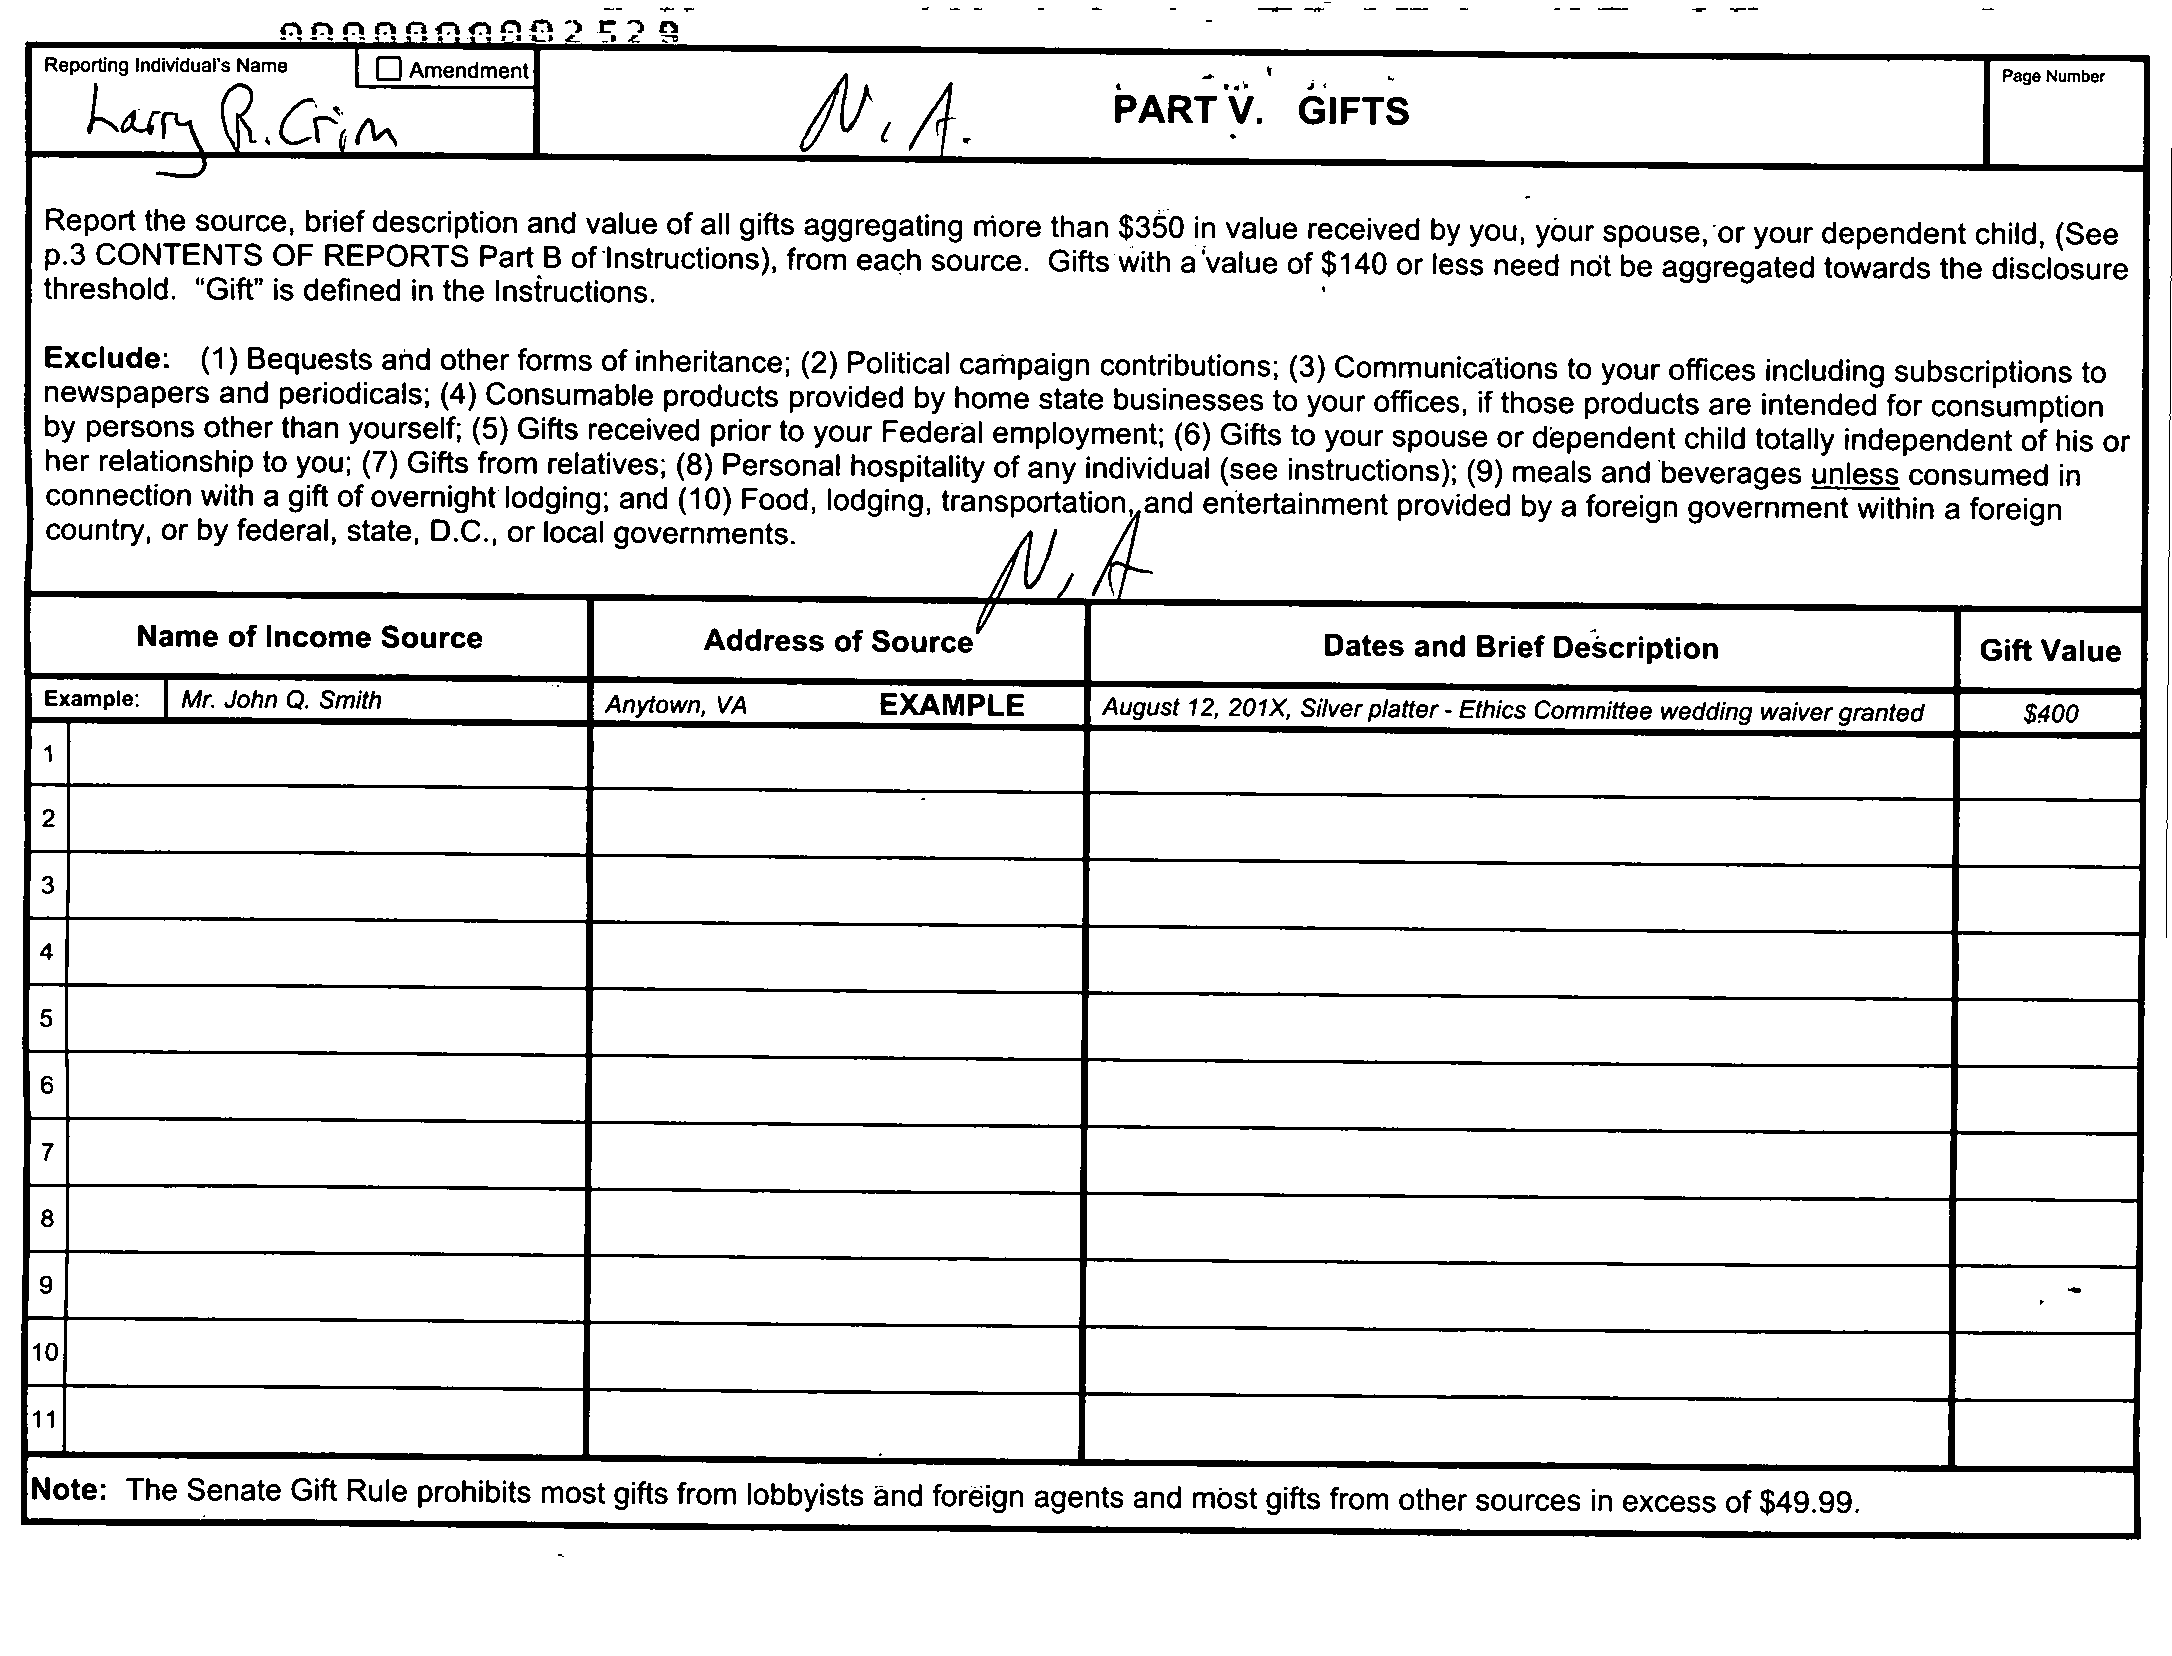 0000000002528
Reporting Individual's Name
Amendment
Larry R. Crim
N.A.
PART V. GIFTS
Page Number
Report the source, brief description and value of all gifts aggregating more than $350 in value received by you, your spouse, or your dependent child, (See
p.3 CONTENTS OF REPORTS Part B of Instructions), from each source. Gifts with a value of $140 or less need not be aggregated towards the disclosure
threshold. "Gift" is defined in the Instructions.
Exclude: (1) Bequests and other forms of inheritance; (2) Political campaign contributions; (3) Communications to your offices including subscriptions to
newspapers and periodicals; (4) Consumable products provided by home state businesses to your offices, if those products are intended for consumption
by persons other than yourself; (5) Gifts received prior to your Federal employment; (6) Gifts to your spouse or dependent child totally independent of his or
her relationship to you; (7) Gifts from relatives; (8) Personal hospitality of any individual (see instructions); (9) meals and beverages unless consumed in
connection with a gift of overnight lodging; and (10) Food, lodging, transportation, and entertainment provided by a foreign government within a foreign
country, or by federal, state, D.C., or local governments.
N.A
Name of Income Source Address of Source Dates and Brief Description Gift Value
Example: Mr. John Q. Smith Anytown, VA EXAMPLE August 12, 201X, Silver platter - Ethics Committee wedding waiver granted $400
1
2
3
4
5
6
7
8
9
10
11
Note: The Senate Gift Rule prohibits most gifts from lobbyists and foreign agents and most gifts from other sources in excess of $49.99.